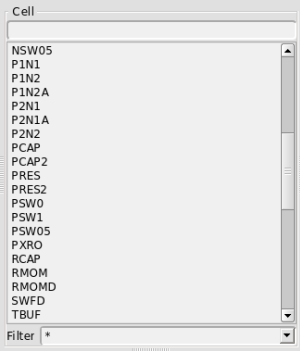 Cell
NSW05
P1N1
P1N2
P1N2A
P2N1
P2N1A
P2N2
PCAP
PCAP2
PRES
PRES2
PSW0
PSW1
PSW05
PXRO
RCAP
RMOM
RMOMD
SWFD
TBUF
Filter *